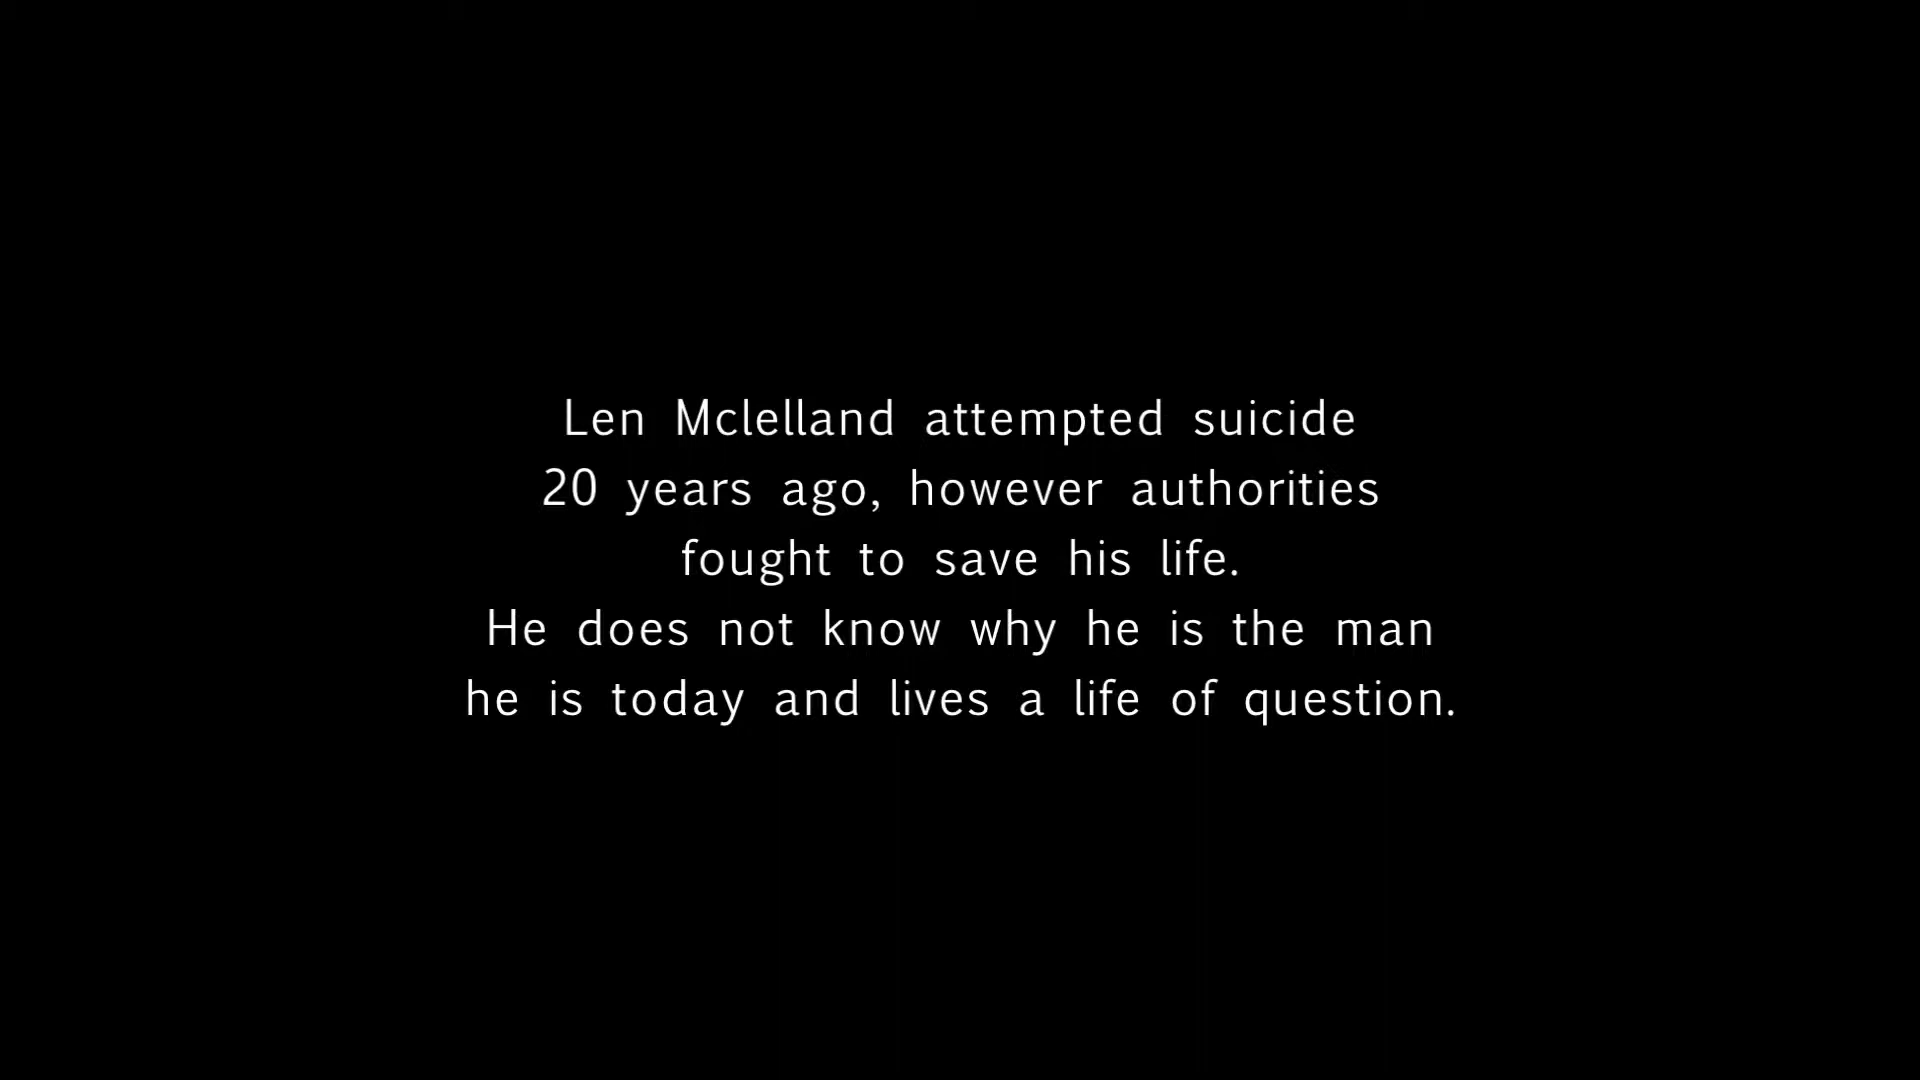 Len Mclelland attempted suicide
20 years ago, however authorities
fought to save his life.
He does not know why he is the man
he is today and lives a life of question.